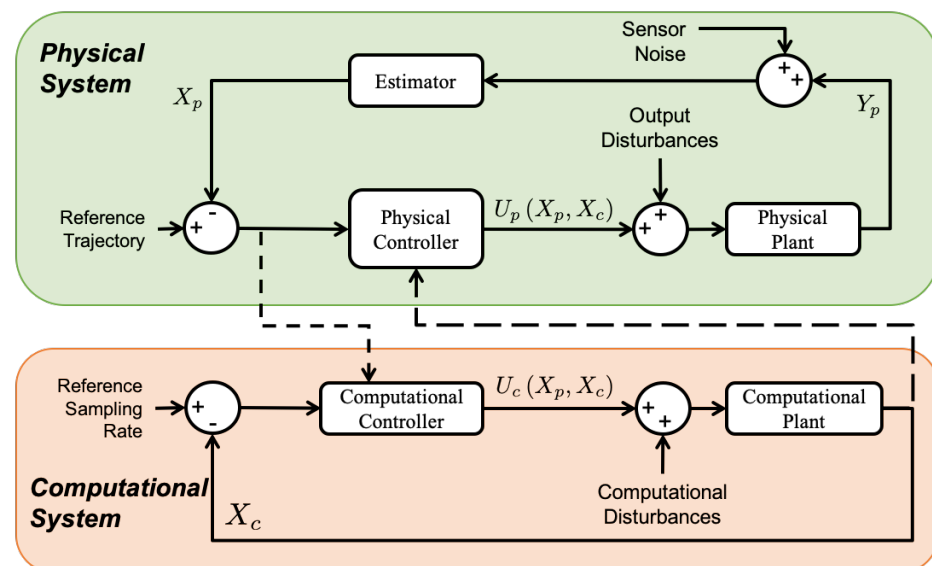 Physical
System
Sensor
Noise
+
+
Estimator
X_p
Y_p
Output
Disturbances
-
Reference
Trajectory
+
Physical
Controller
U_p (X_p, X_c)
+
+
Physical
Plant
Reference
Sampling
Rate
+
-
Computational
Controller
U_c (X_p, X_c)
+
+
Computational
Plant
Computational
System
X_c
Computational
Disturbances